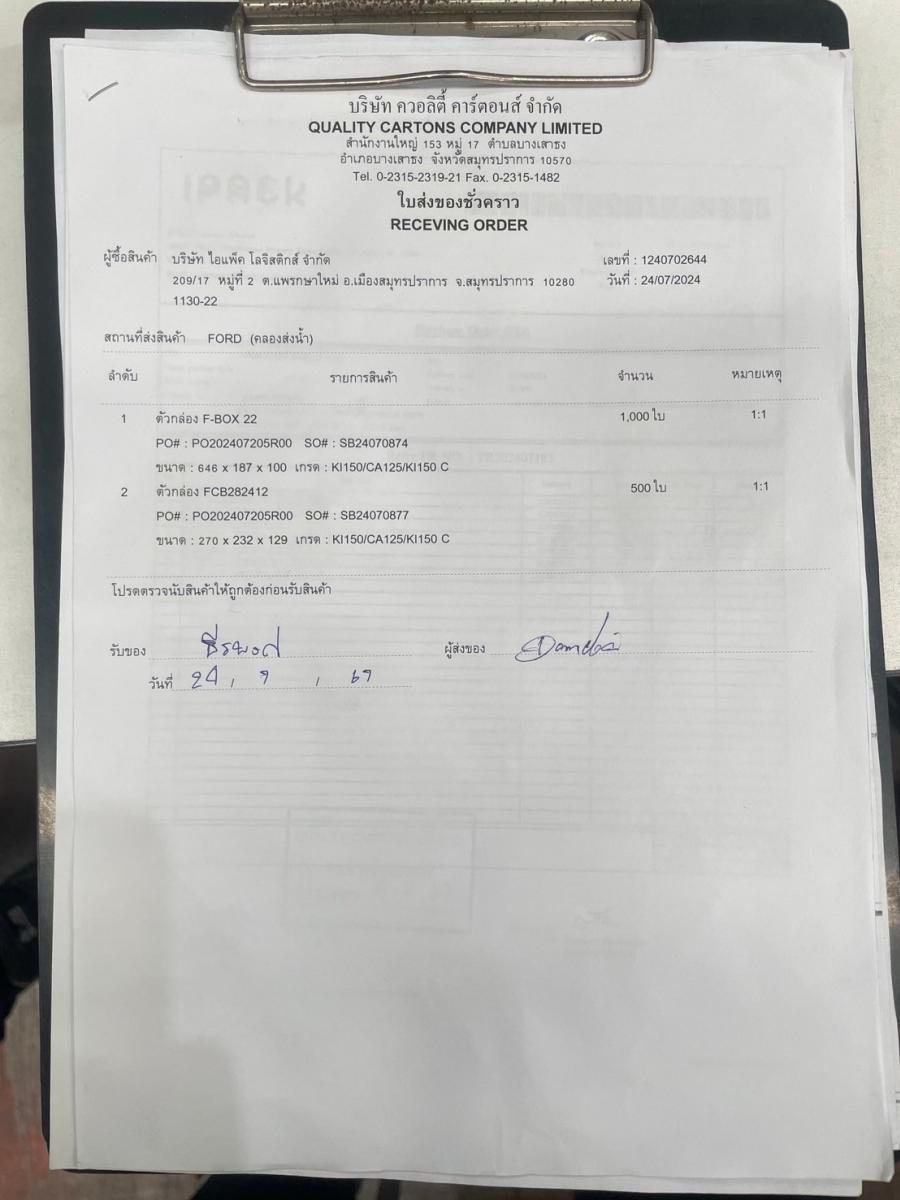 บริษัท ควอลิตี้ คาร์ตอนส์ จำกัด
QUALITY CARTONS COMPANY LIMITED
สำนักงานใหญ่ 153 หมู่ 17 ตำบลบางเสาธง
อำเภอบางเสาธง จังหวัดสมุทรปราการ 10570
Tel. 0-2315-2319-21 Fax. 0-2315-1482
ใบส่งของชั่วคราว
RECEVING ORDER
ผู้ซื้อสินค้า บริษัท ไอแพ็ค โลจิสติกส์ จำกัด เลขที่ : 1240702644
209/17 หมู่ที่ 2 ต.แพรกษาใหม่ อ.เมืองสมุทรปราการ จ.สมุทรปราการ 10280 วันที่ : 24/07/2024
1130-22
สถานที่ส่งสินค้า FORD (คลองส่งน้ำ)
ลำดับ รายการสินค้า จำนวน หมายเหตุ
1 ตัวกล่อง F-BOX 22 1,000 ใบ 1:1
PO# : PO202407205R00 SO# : SB24070874
ขนาด : 646 x 187 x 100 เกรด : KI150/CA125/KI150 C
2 ตัวกล่อง FCB282412 500 ใบ 1:1
PO# : PO202407205R00 SO# : SB24070877
ขนาด : 270 x 232 x 129 เกรด : KI150/CA125/KI150 C
โปรดตรวจนับสินค้าให้ถูกต้องก่อนรับสินค้า
รับของ ธีรพงศ์ ผู้ส่งของ
วันที่ 24 / 7 / 67